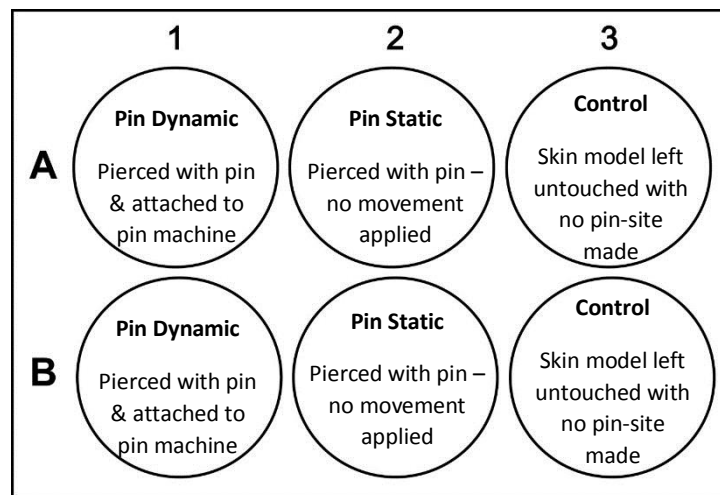 1 2 3
A
Pin Dynamic
Pierced with pin
& attached to
pin machine
Pin Static
Pierced with pin –
no movement
applied
Control
Skin model left
untouched with
no pin-site
made
B
Pin Dynamic
Pierced with pin
& attached to
pin machine
Pin Static
Pierced with pin –
no movement
applied
Control
Skin model left
untouched with
no pin-site
made